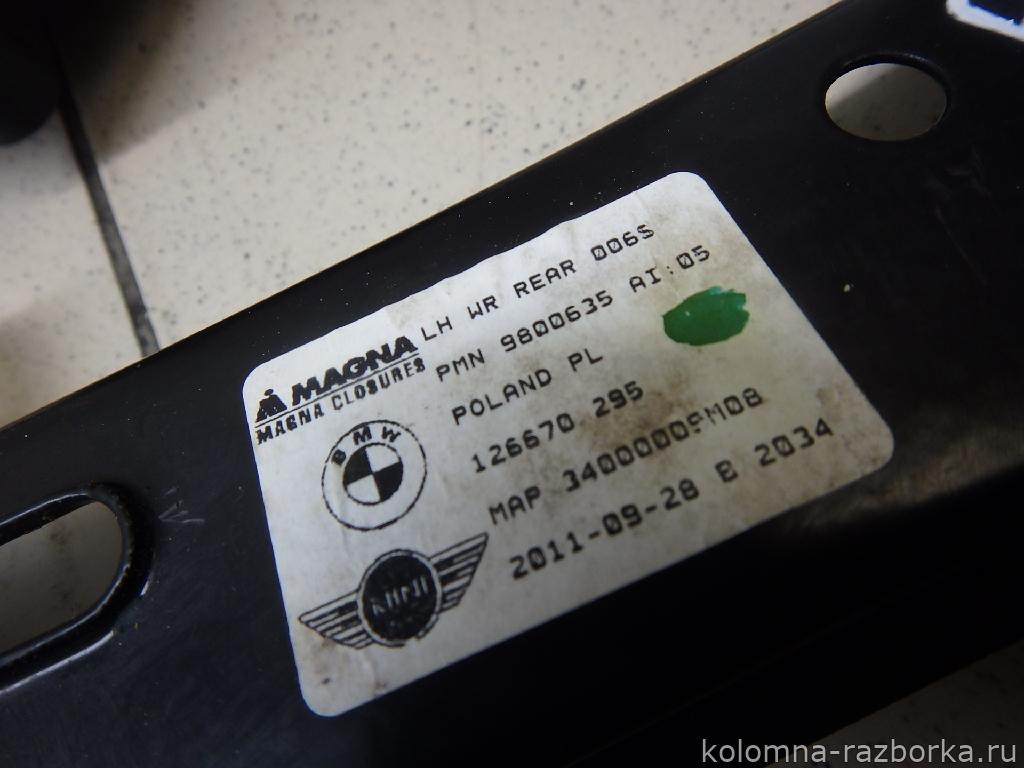 MAGNA
MAGNA CLOSURES
LH WR REAR 006S
PMN 9800635 AI:05
POLAND PL
126670 295
MAP 3400000PM08
2011-09-28 E 2034
BMW
MINI
kolomna-razborka.ru